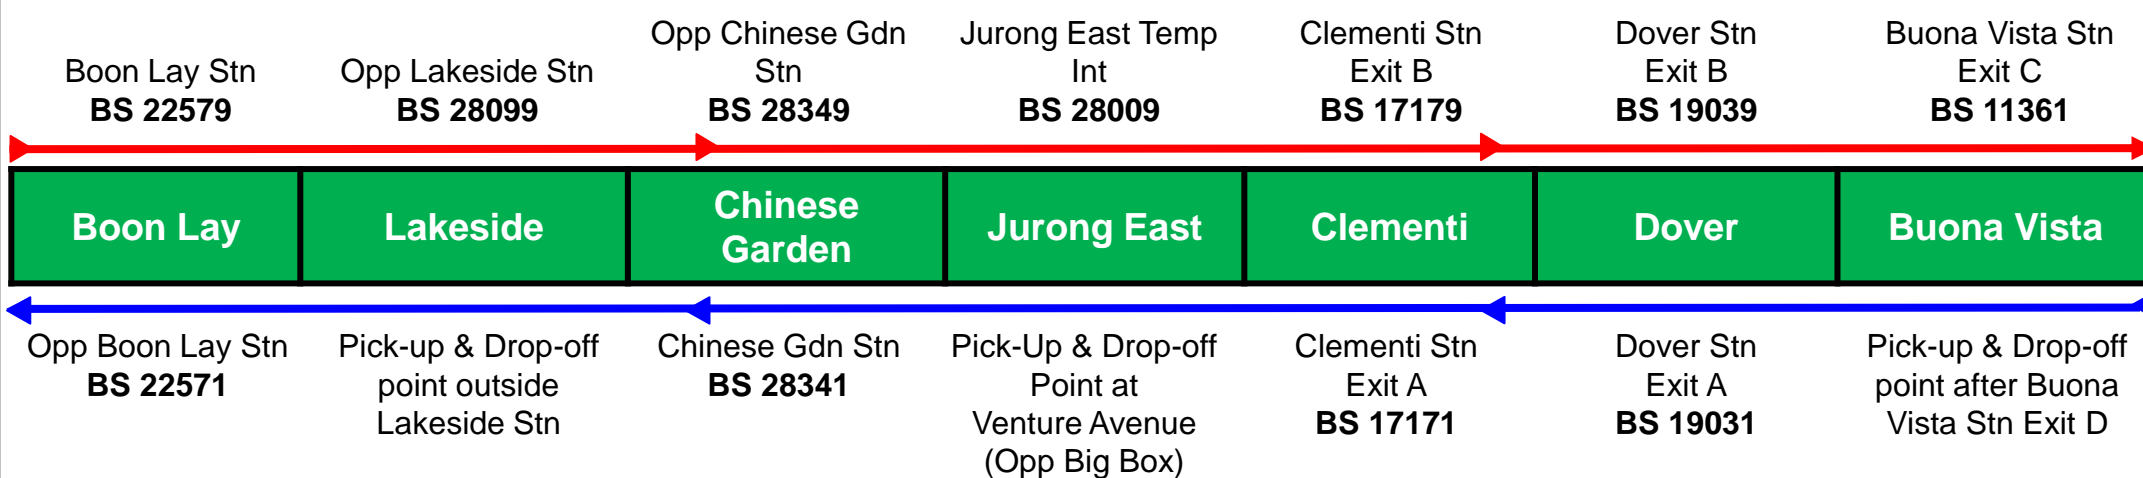 Boon Lay Stn
BS 22579
Opp Lakeside Stn
BS 28099
Opp Chinese Gdn
Stn
BS 28349
Jurong East Temp
Int
BS 28009
Clementi Stn
Exit B
BS 17179
Dover Stn
Exit B
BS 19039
Buona Vista Stn
Exit C
BS 11361
Boon Lay
Lakeside
Chinese
Garden
Jurong East
Clementi
Dover
Buona Vista
Opp Boon Lay Stn
BS 22571
Pick-up & Drop-off
point outside
Lakeside Stn
Chinese Gdn Stn
BS 28341
Pick-Up & Drop-off
Point at
Venture Avenue
(Opp Big Box)
Clementi Stn
Exit A
BS 17171
Dover Stn
Exit A
BS 19031
Pick-up & Drop-off
point after Buona
Vista Stn Exit D